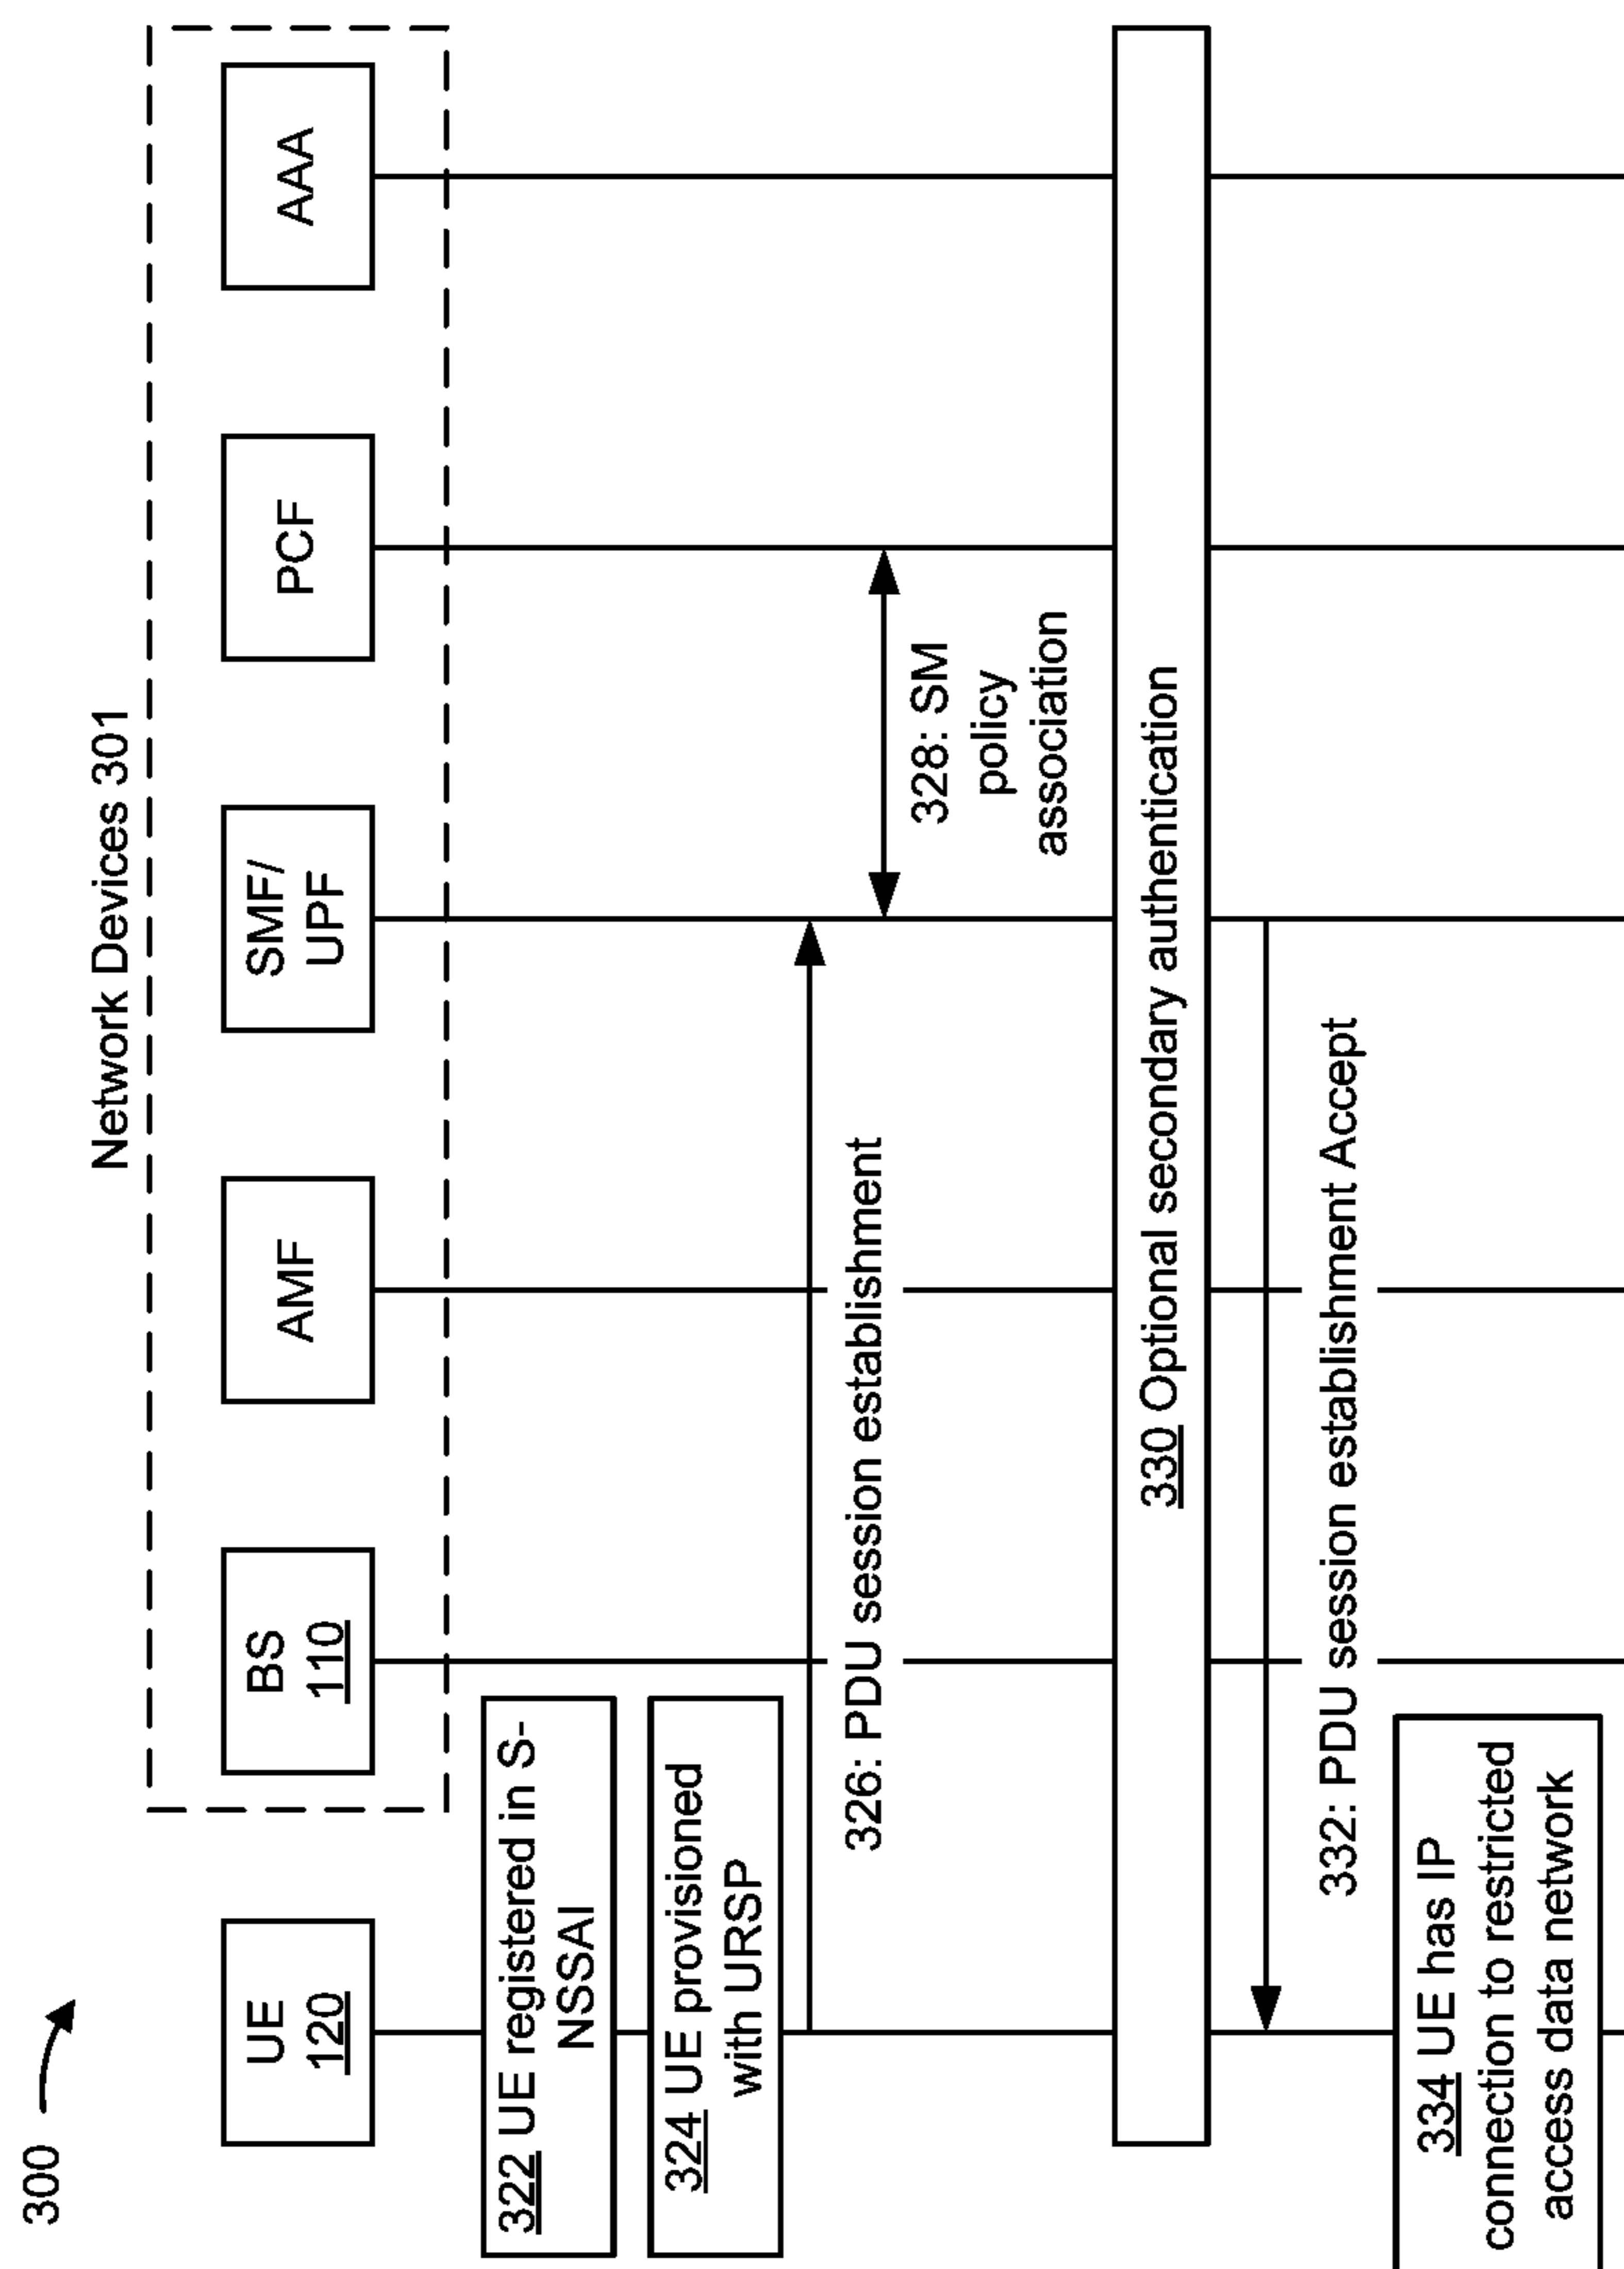 300
Network Devices 301
UE
120
BS
110
AMF
SMF/
UPF
PCF
AAA
322 UE registered in S-
NSSAI
324 UE provisioned
with URSP
326: PDU session establishment
328: SM
policy
association
330 Optional secondary authentication
332: PDU session establishment Accept
334 UE has IP
connection to restricted
access data network